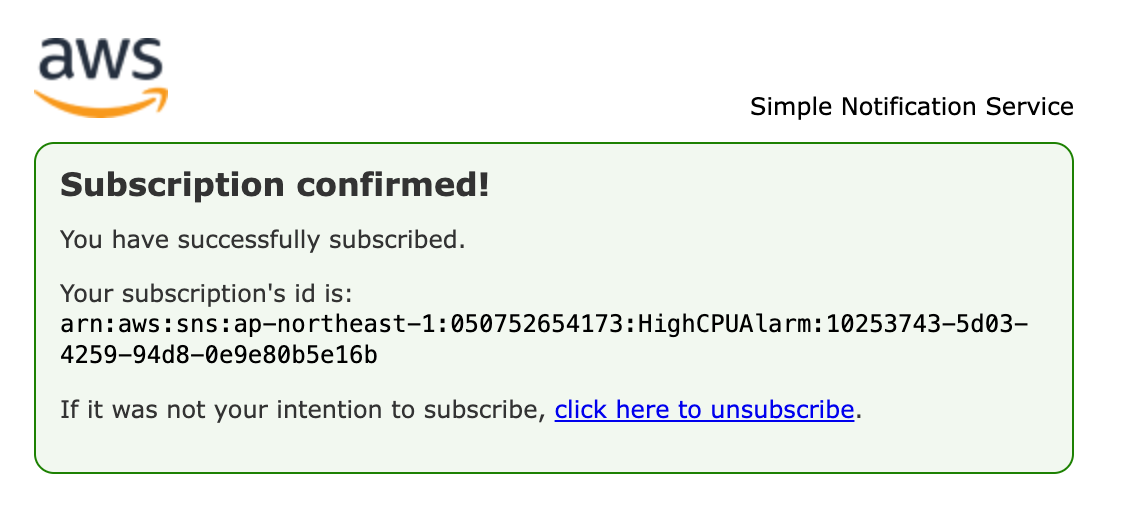 aws
Simple Notification Service
Subscription confirmed!
You have successfully subscribed.
Your subscription's id is:
arn:aws:sns:ap-northeast-1:050752654173:HighCPUAlarm:10253743-5d03-
4259-94d8-0e9e80b5e16b
If it was not your intention to subscribe, click here to unsubscribe.